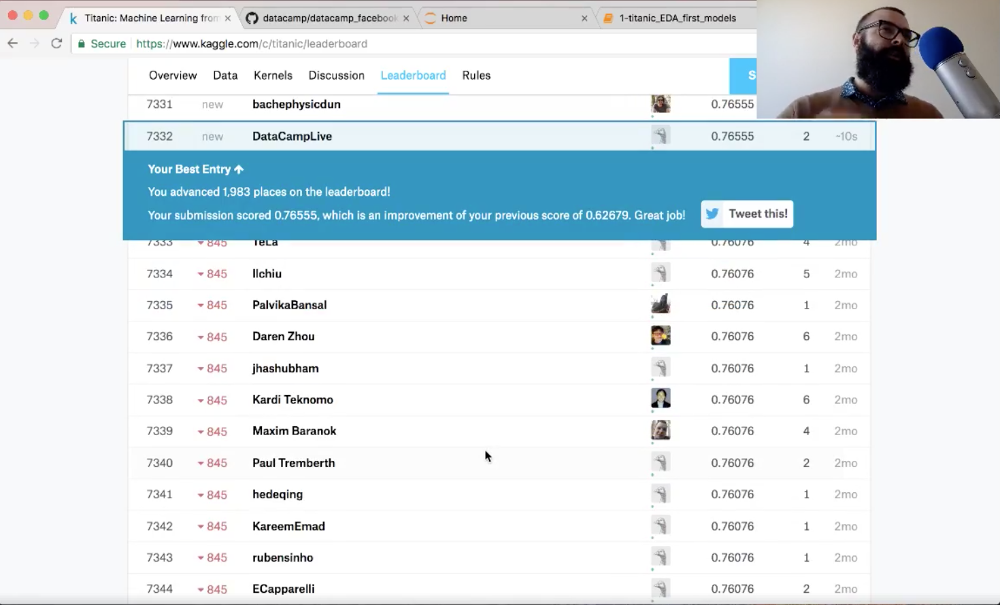 Titanic: Machine Learning from
datacamp/datacamp_facebook
Home
1-titanic_EDA_first_models
Secure
https://www.kaggle.com/c/titanic/leaderboard
Overview Data Kernels Discussion Leaderboard Rules S
7331 new bachephysicdun 0.76555
7332 new DataCampLive 0.76555 2 ~10s
Your Best Entry
You advanced 1,983 places on the leaderboard!
Your submission scored 0.76555, which is an improvement of your previous score of 0.62679. Great job!
Tweet this!
7333 845 TeLa 0.76076 4 2mo
7334 845 Ilchiu 0.76076 5 2mo
7335 845 PalvikaBansal 0.76076 1 2mo
7336 845 Daren Zhou 0.76076 6 2mo
7337 845 jhashubham 0.76076 1 2mo
7338 845 Kardi Teknomo 0.76076 6 2mo
7339 845 Maxim Baranok 0.76076 4 2mo
7340 845 Paul Tremberth 0.76076 2 2mo
7341 845 hedeqing 0.76076 1 2mo
7342 845 KareemEmad 0.76076 1 2mo
7343 845 rubensinho 0.76076 1 2mo
7344 845 ECapparelli 0.76076 2 2mo